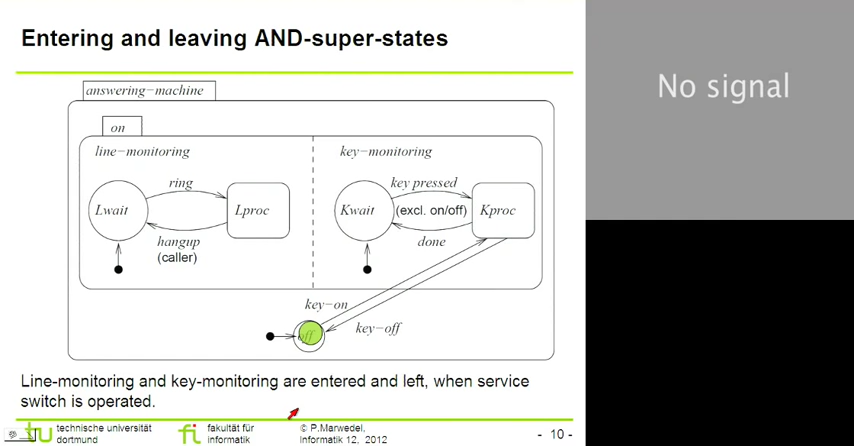 Entering and leaving AND-super-states
No signal
answering-machine
on
line-monitoring
key-monitoring
ring
key pressed
Lwait
Lproc
Kwait
(excl. on/off)
Kproc
hangup
(caller)
done
key-on
key-off
off
Line-monitoring and key-monitoring are entered and left, when service
switch is operated.
tu
technische universität
dortmund
fi
fakultät für
informatik
© P.Marwedel,
Informatik 12, 2012
- 10 -